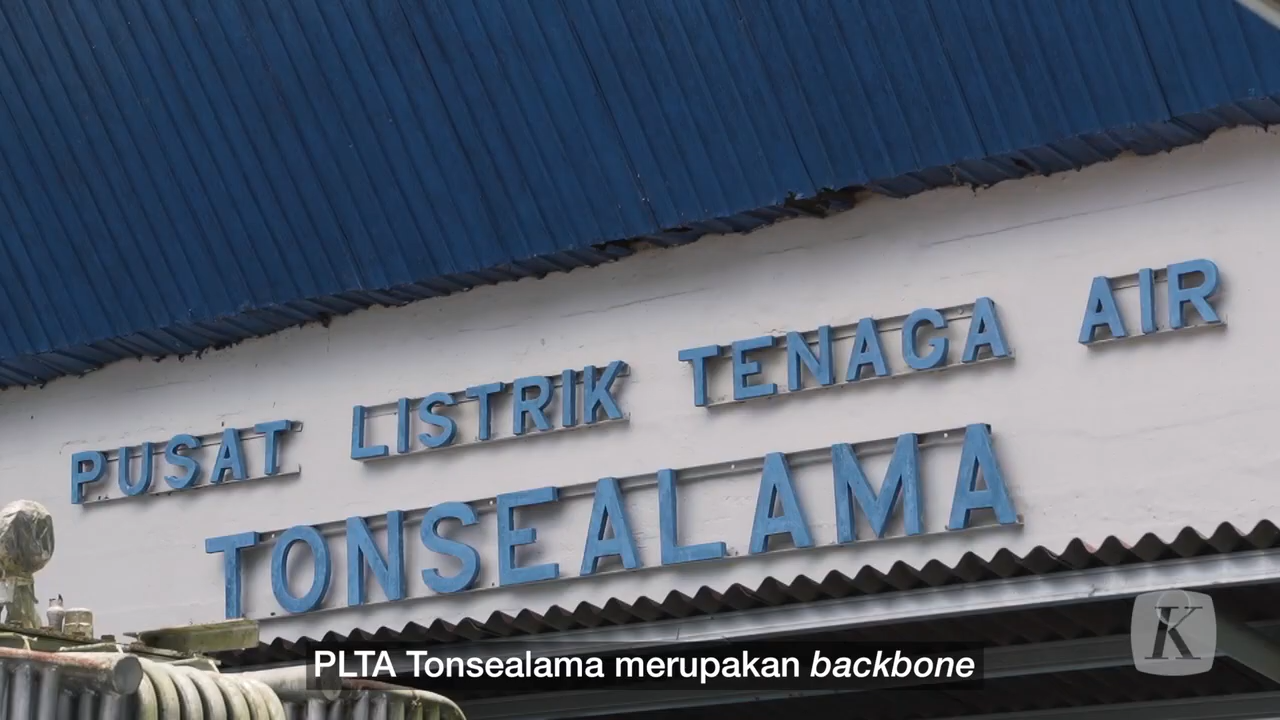 PUSAT LISTRIK TENAGA AIR
TONSEALAMA
PLTA Tonsealama merupakan backbone
K